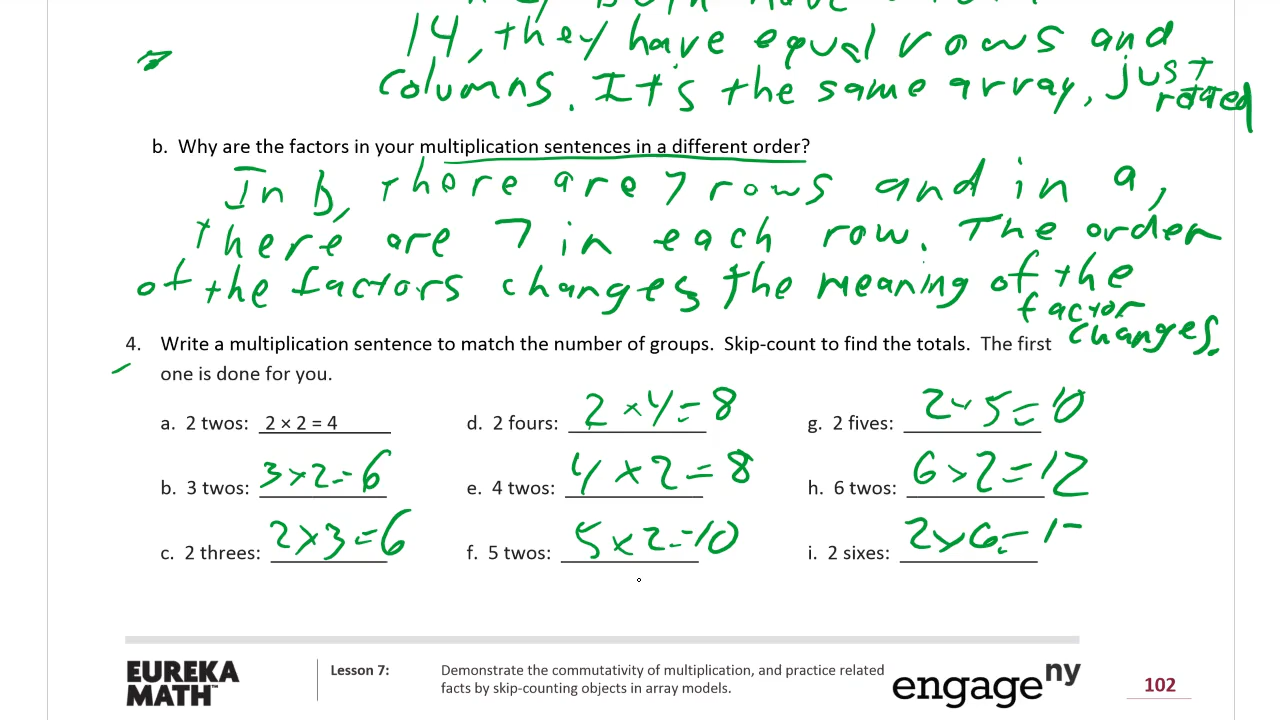 14, they have equal rows and
columns. It's the same array, just
rotated
b. Why are the factors in your multiplication sentences in a different order?
In b, there are 7 rows and in a,
there are 7 in each row. The order
of the factors changes, the meaning of the
factor
changes.
4. Write a multiplication sentence to match the number of groups. Skip-count to find the totals. The first
one is done for you.
a. 2 twos: 2 × 2 = 4 d. 2 fours: 2 × 4 = 8 g. 2 fives: 2 × 5 = 10
b. 3 twos: 3 × 2 = 6 e. 4 twos: 4 × 2 = 8 h. 6 twos: 6 × 2 = 12
c. 2 threes: 2 × 3 = 6 f. 5 twos: 5 × 2 = 10 i. 2 sixes: 2 × 6 = 1
EUREKA
MATH™
Lesson 7: Demonstrate the commutativity of multiplication, and practice related
facts by skip-counting objects in array models.
engage ny
102